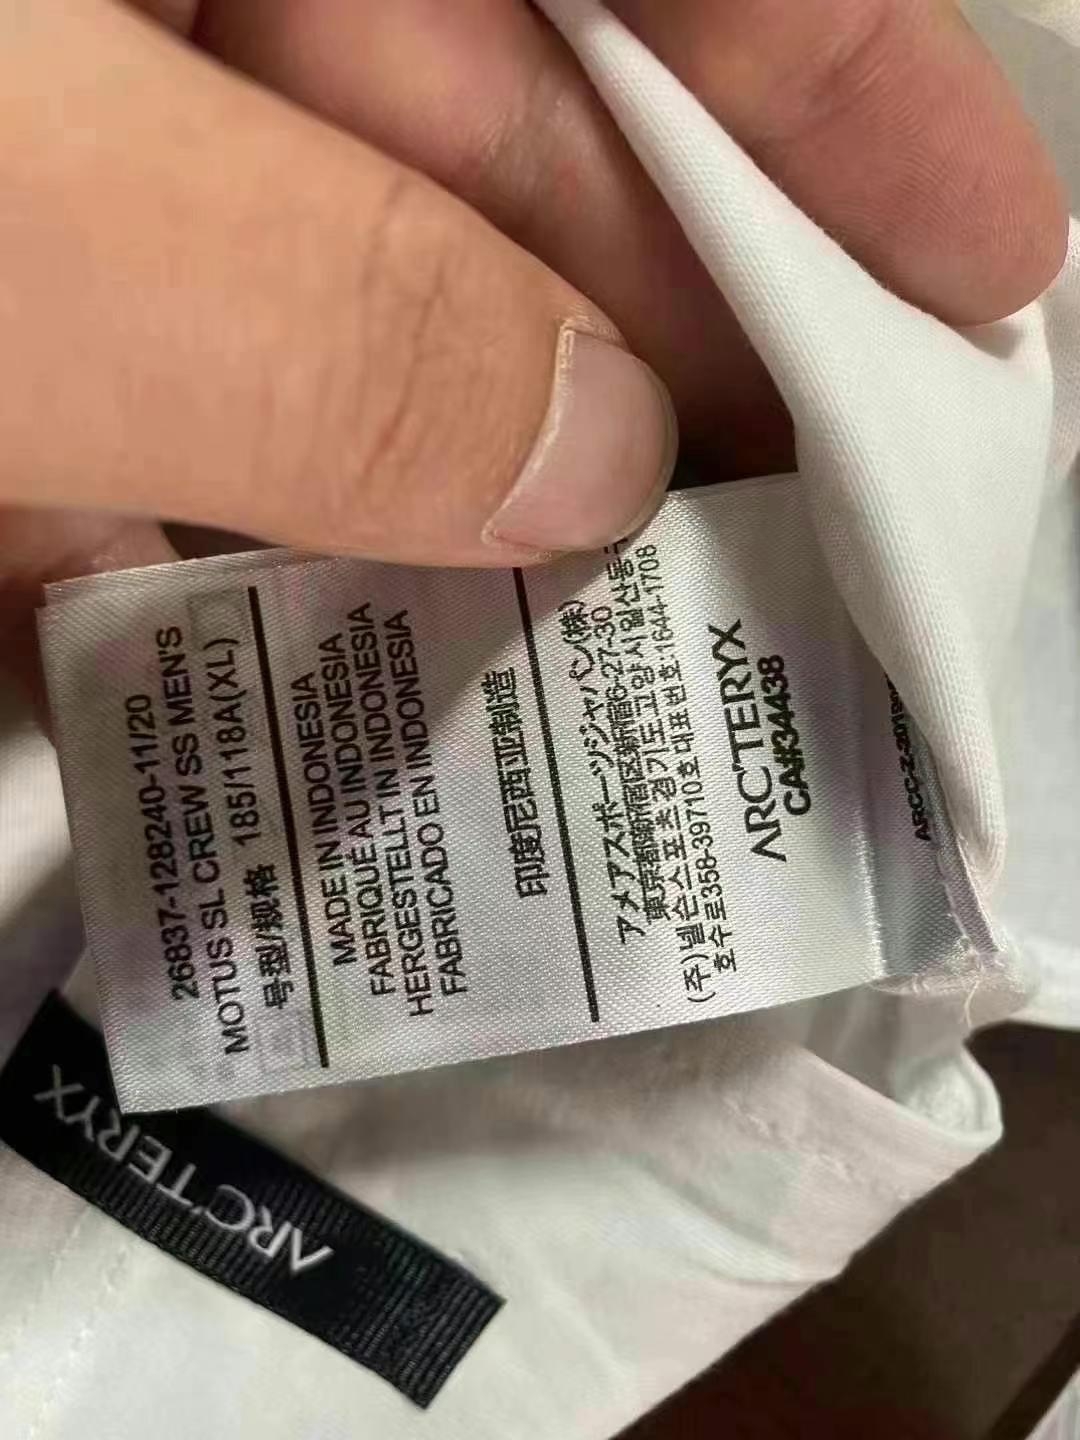 26837-128240-11/20
MOTUS SL CREW SS MEN'S
号型/规格 185/118A(XL)
MADE IN INDONESIA
FABRIQUÉ AU INDONESIA
HERGESTELLT IN INDONESIA
FABRICADO EN INDONESIA
印度尼西亚制造
アメアスポーツジャパン(株)
東京都新宿区新宿6-27-30
(주)넬슨스포츠경기도고양시일산동구
호수로358-39710호대표번호:1644-1708
ARC'TERYX
CA#34438
ARC'TERYX